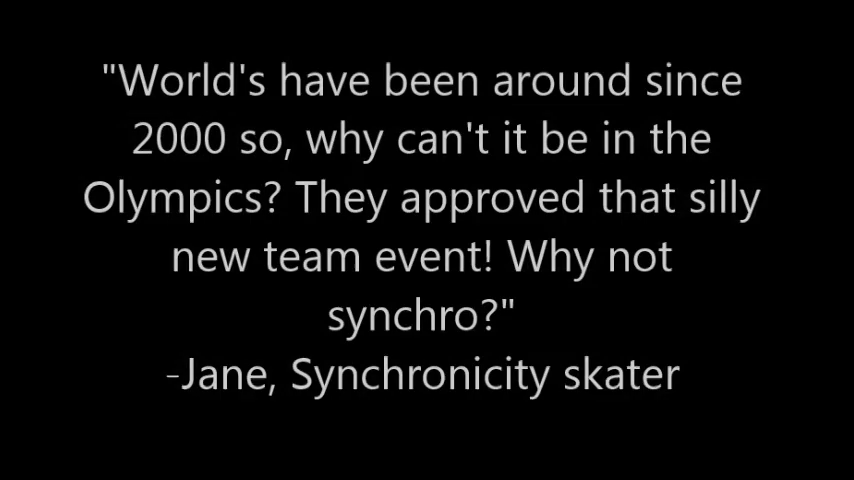 "World's have been around since
2000 so, why can't it be in the
Olympics? They approved that silly
new team event! Why not
synchro?"
-Jane, Synchronicity skater